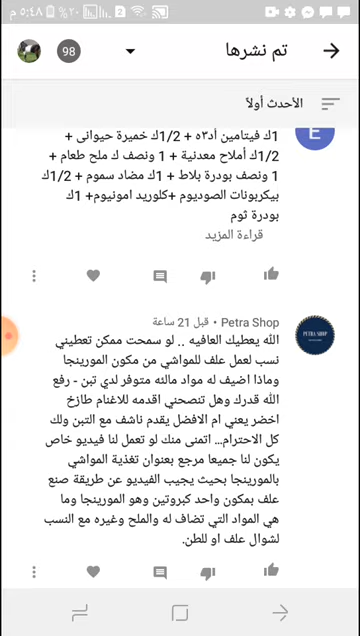 ٥:٤٨ م
٢٠%
تم نشرها
98
الأحدث أولاً
E
1ك فيتامين أد٣ه + 1/2ك خميرة حيوانى +
1/2ك أملاح معدنية + 1 ونصف ك ملح طعام +
1 ونصف بودرة بلاط + 1ك مضاد سموم + 1/2ك
بيكربونات الصوديوم +كلوريد امونيوم+ 1ك
بودرة ثوم
قراءة المزيد
Petra Shop • قبل 21 ساعة
PETRA SHOP
الله يعطيك العافيه .. لو سمحت ممكن تعطيني
نسب لعمل علف للمواشي من مكون المورينجا
وماذا اضيف له مواد مالئه متوفر لدي تبن - رفع
الله قدرك وهل تنصحني اقدمه للاغنام طازخ
اخضر يعني ام الافضل يقدم ناشف مع التبن ولك
كل الاحترام... اتمنى منك لو تعمل لنا فيديو خاص
يكون لنا جميعا مرجع بعنوان تغذية المواشي
بالمورينجا بحيث يجيب الفيديو عن طريقة صنع
علف بمكون واحد كبروتين وهو المورينجا وما
هي المواد التي تضاف له والملح وغيره مع النسب
لشوال علف او للطن.